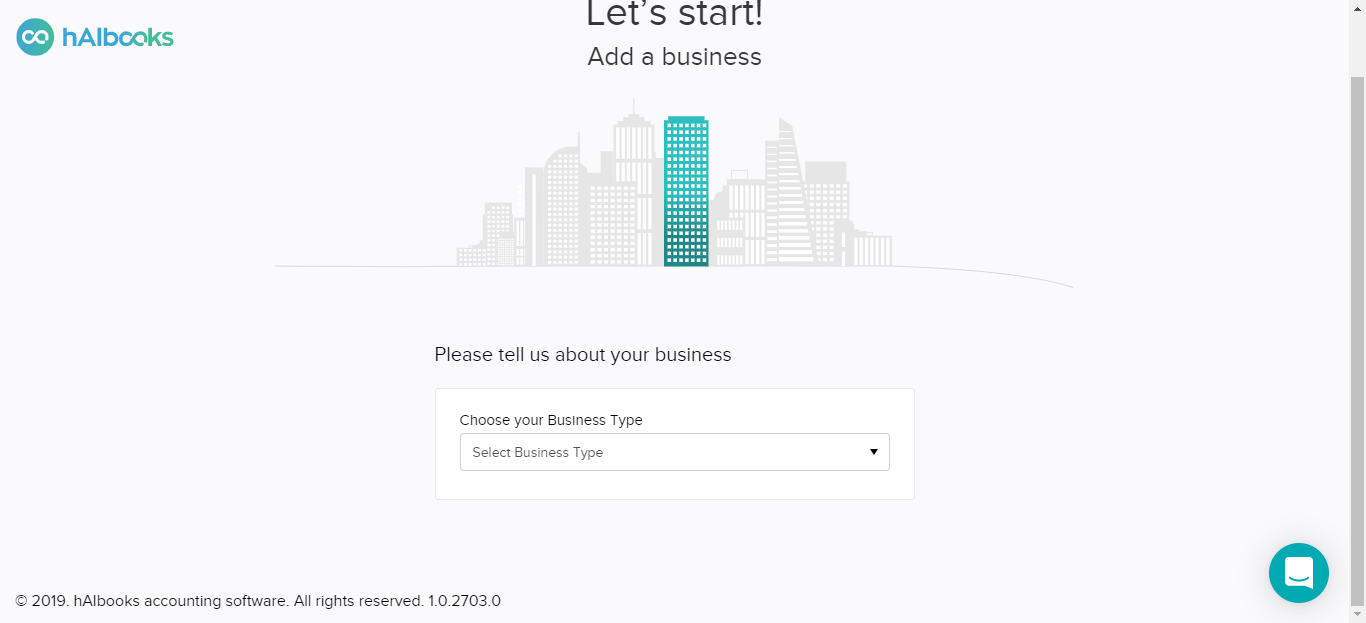 Let’s start!
hAIbooks
Add a business
Please tell us about your business
Choose your Business Type
Select Business Type
© 2019. hAIbooks accounting software. All rights reserved. 1.0.2703.0